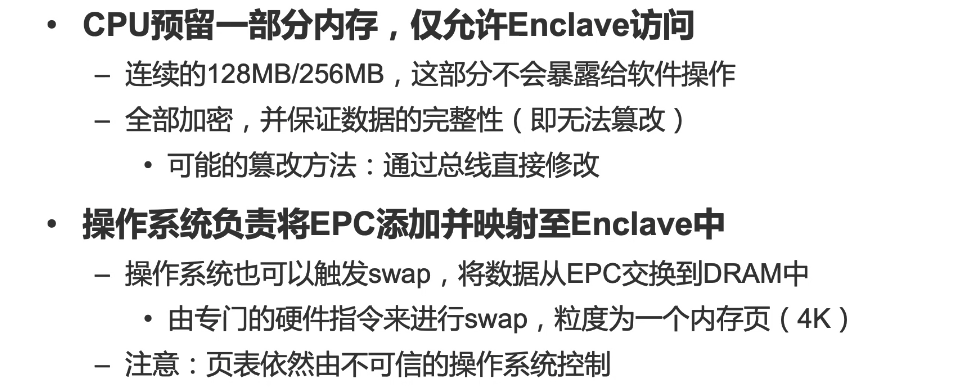 • CPU预留一部分内存，仅允许Enclave访问
– 连续的128MB/256MB，这部分不会暴露给软件操作
– 全部加密，并保证数据的完整性（即无法篡改）
• 可能的篡改方法：通过总线直接修改
• 操作系统负责将EPC添加并映射至Enclave中
– 操作系统也可以触发swap，将数据从EPC交换到DRAM中
• 由专门的硬件指令来进行swap，粒度为一个内存页（4K）
– 注意：页表依然由不可信的操作系统控制